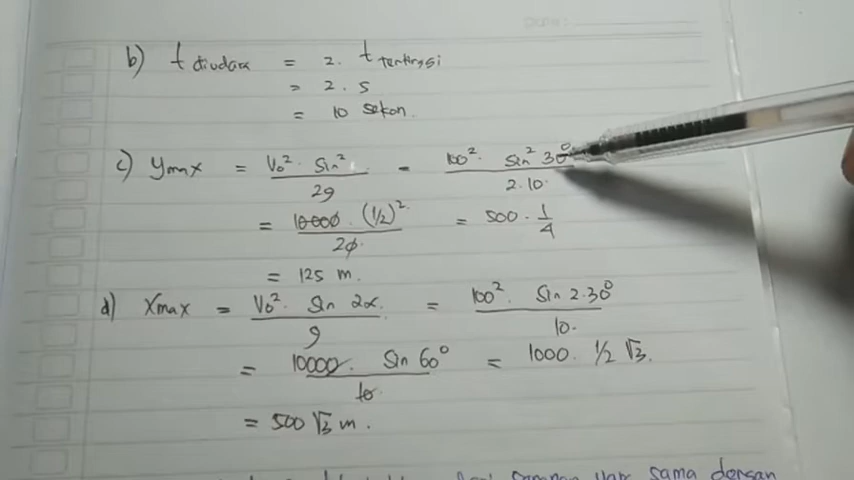 b) t diudara = 2. t tertinggi
= 2. 5
= 10 sekon.
c) Ymax = Vo². Sin² / 2g = 100². Sin² 30° / 2.10.
= 10000. (1/2)² / 20. = 500. 1/4
= 125 m.
d) Xmax = Vo². Sin 2α. / g = 100². Sin 2.30° / 10.
= 10000. Sin 60° / 10. = 1000. 1/2 √3.
= 500 √3 m.
yang sama dengan